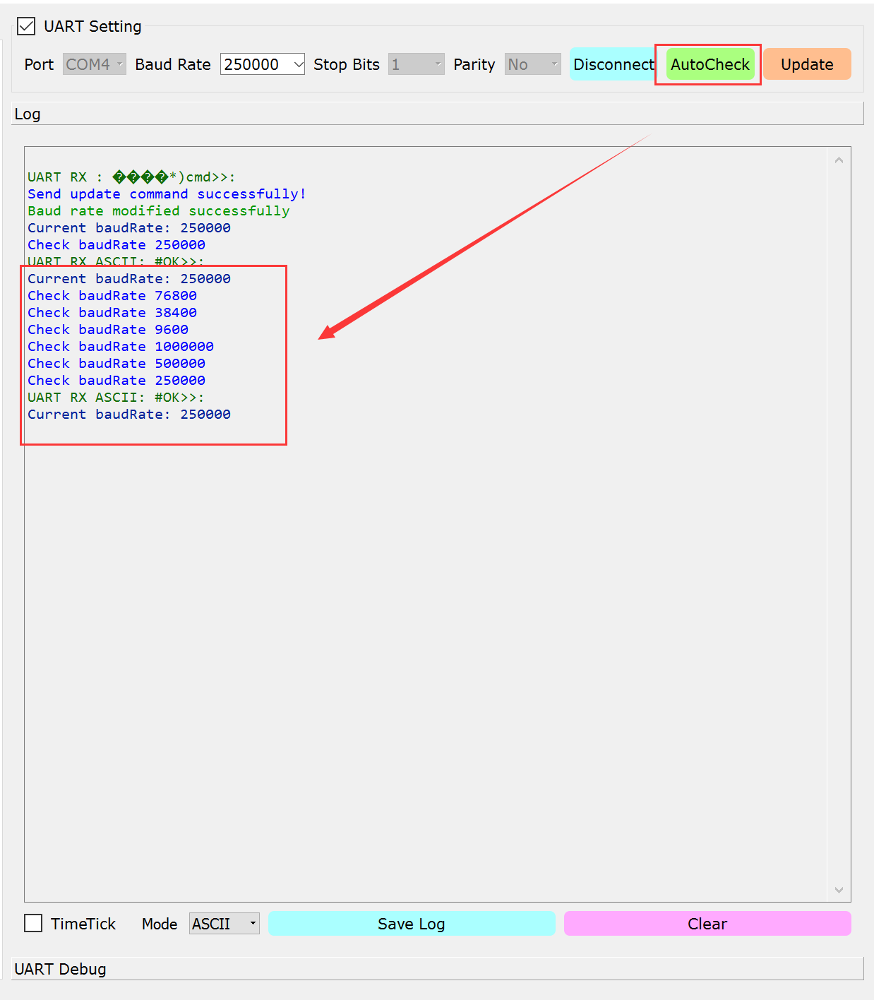 UART Setting
Port COM4 Baud Rate 250000 Stop Bits 1 Parity No Disconnect AutoCheck Update
Log
UART RX : ����*)cmd>>:
Send update command successfully!
Baud rate modified successfully
Current baudRate: 250000
Check baudRate 250000
UART RX ASCII: #OK>>:
Current baudRate: 250000
Check baudRate 76800
Check baudRate 38400
Check baudRate 9600
Check baudRate 1000000
Check baudRate 500000
Check baudRate 250000
UART RX ASCII: #OK>>:
Current baudRate: 250000
TimeTick Mode ASCII Save Log Clear
UART Debug